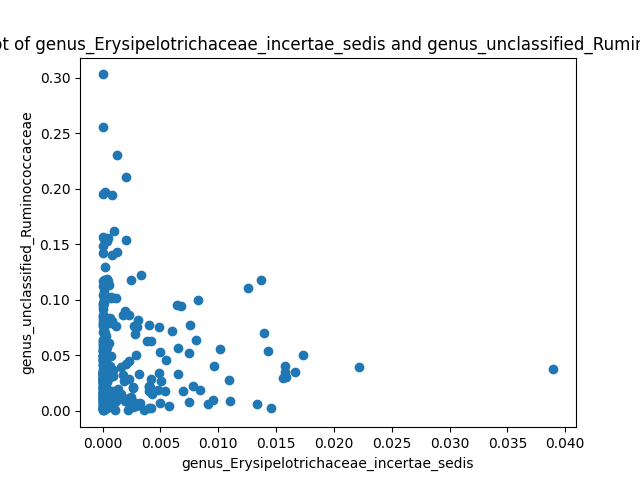 ot of genus_Erysipelotrichaceae_incertae_sedis and genus_unclassified_Rumin
0.30
0.25
0.20
0.15
0.10
0.05
0.00
genus_unclassified_Ruminococcaceae
0.000 0.005 0.010 0.015 0.020 0.025 0.030 0.035 0.040
genus_Erysipelotrichaceae_incertae_sedis